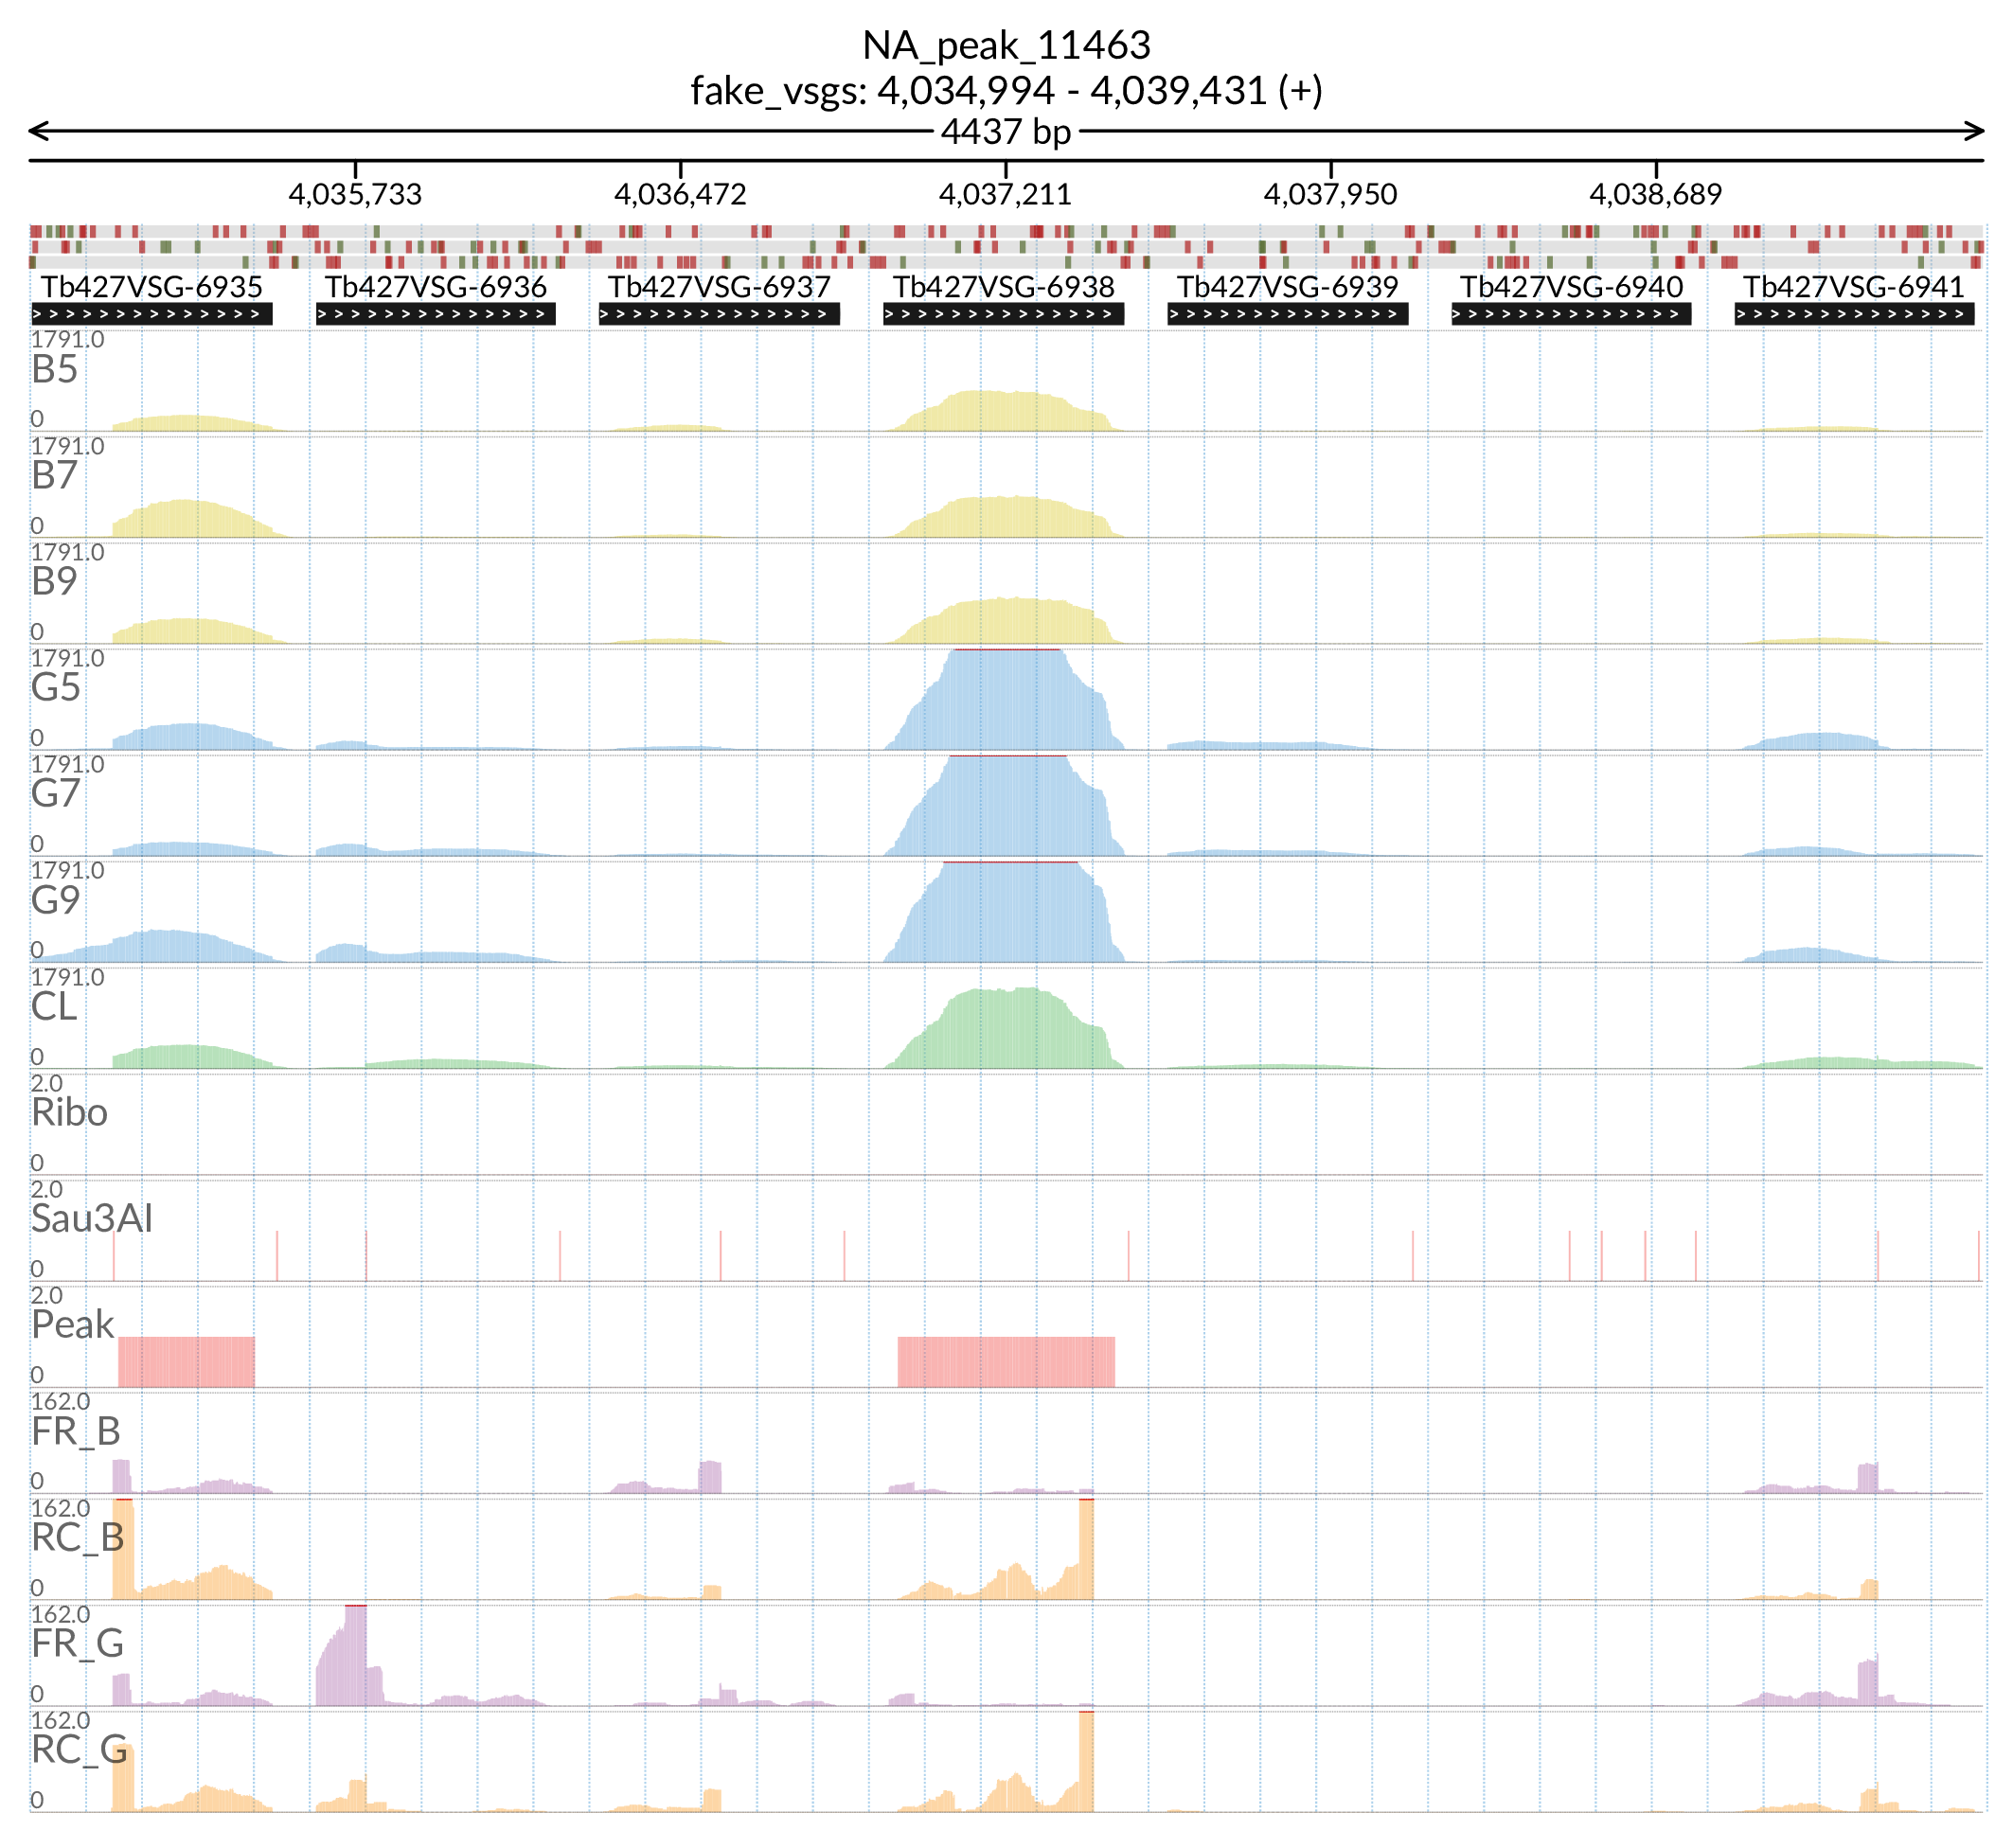 NA_peak_11463
fake_vsgs: 4,034,994 - 4,039,431 (+)
4437 bp
4,035,733 4,036,472 4,037,211 4,037,950 4,038,689
Tb427VSG-6935 Tb427VSG-6936 Tb427VSG-6937 Tb427VSG-6938 Tb427VSG-6939 Tb427VSG-6940 Tb427VSG-6941
1791.0
B5
0
1791.0
B7
0
1791.0
B9
0
1791.0
G5
0
1791.0
G7
0
1791.0
G9
0
1791.0
CL
0
2.0
Ribo
0
2.0
Sau3AI
0
2.0
Peak
0
162.0
FR_B
0
162.0
RC_B
0
162.0
FR_G
0
162.0
RC_G
0